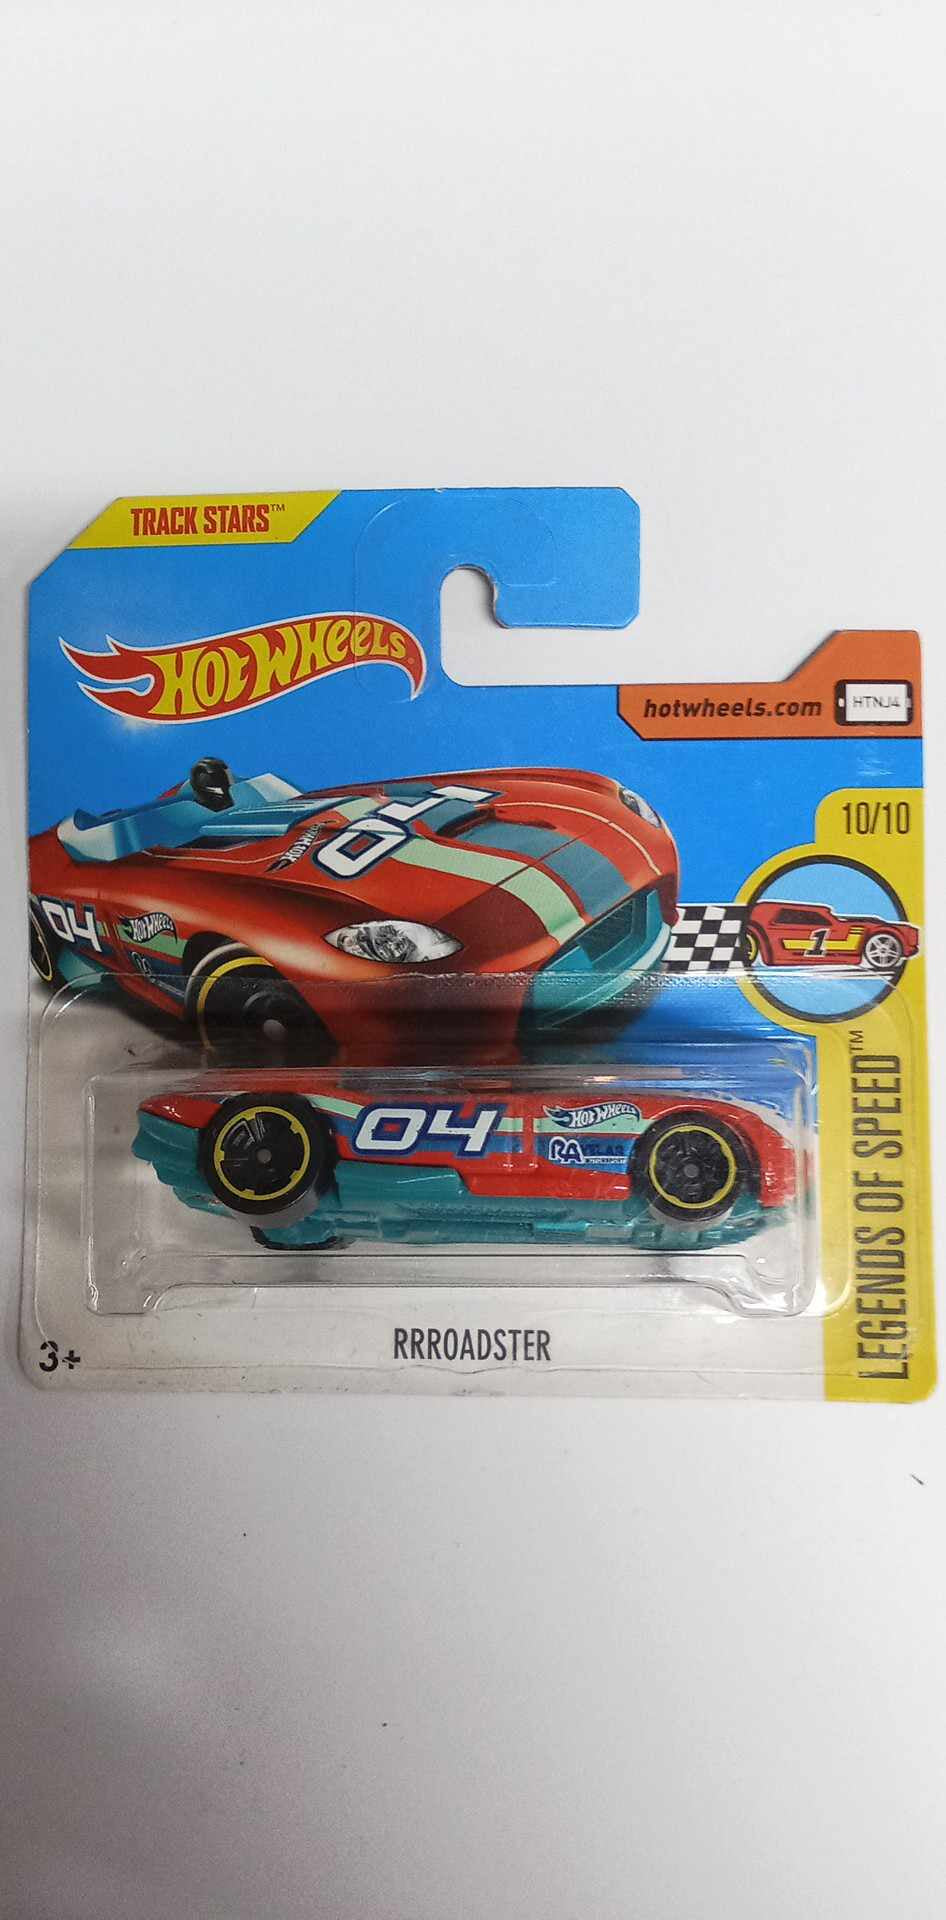 TRACK STARS™
HOT WHEELS
hotwheels.com
HTNJ4
10/10
04
04
HOT WHEELS
HOT WHEELS
1
LEGENDS OF SPEED™
04
HOT WHEELS
RA
RRROADSTER
3+